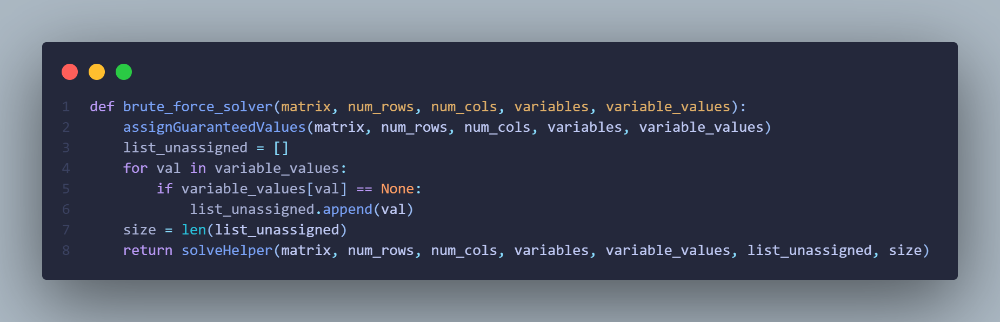 1 def brute_force_solver(matrix, num_rows, num_cols, variables, variable_values):
2     assignGuaranteedValues(matrix, num_rows, num_cols, variables, variable_values)
3     list_unassigned = []
4     for val in variable_values:
5         if variable_values[val] == None:
6             list_unassigned.append(val)
7     size = len(list_unassigned)
8     return solveHelper(matrix, num_rows, num_cols, variables, variable_values, list_unassigned, size)